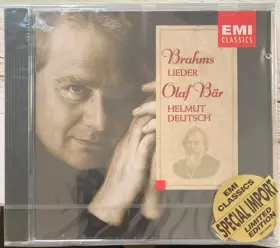 EMI
CLASSICS
Brahms
LIEDER
Olaf Bär
HELMUT
DEUTSCH
EMI CLASSICS
SPECIAL IMPORT
LIMITED
EDITION